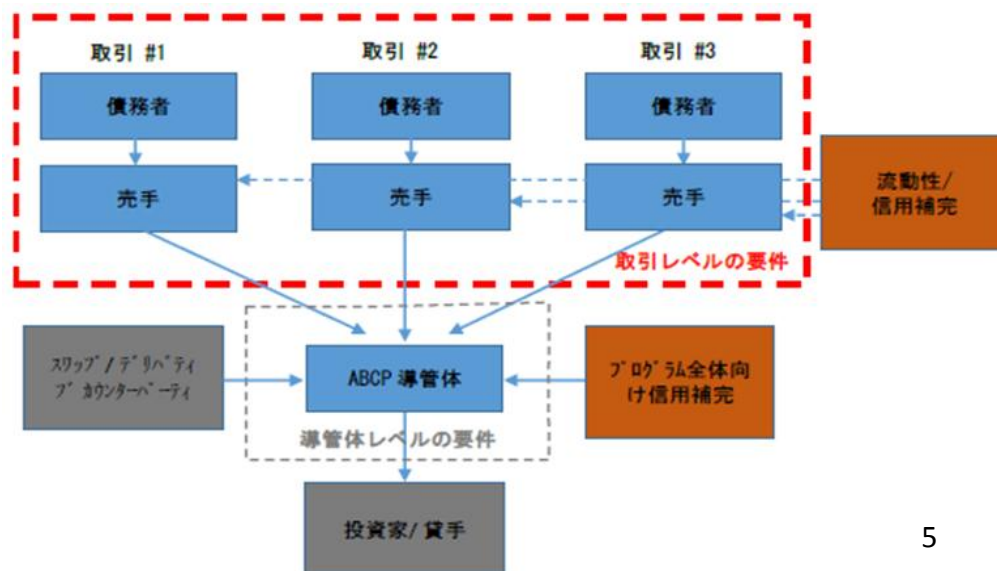 取引 #1
取引 #2
取引 #3
債務者
債務者
債務者
売手
売手
売手
流動性/
信用補完
取引レベルの要件
ｽﾜｯﾌﾟ/ ﾃﾞﾘﾊﾞﾃｨ
ﾌﾞ ｶｳﾝﾀｰﾊﾟｰﾃｨ
ABCP 導管体
ﾌﾟﾛｸﾞﾗﾑ全体向
け信用補完
導管体レベルの要件
投資家/ 貸手
5